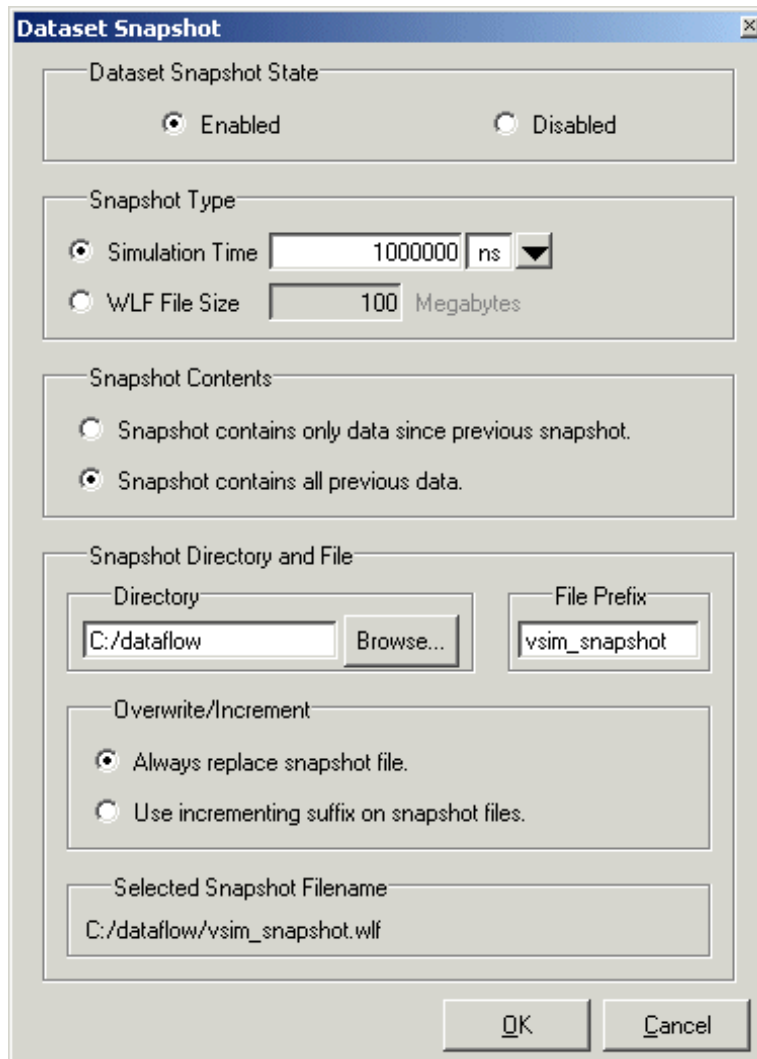 Dataset Snapshot
Dataset Snapshot State
Enabled Disabled
Snapshot Type
Simulation Time 1000000 ns
WLF File Size 100 Megabytes
Snapshot Contents
Snapshot contains only data since previous snapshot.
Snapshot contains all previous data.
Snapshot Directory and File
Directory File Prefix
C:/dataflow Browse... vsim_snapshot
Overwrite/Increment
Always replace snapshot file.
Use incrementing suffix on snapshot files.
Selected Snapshot Filename
C:/dataflow/vsim_snapshot.wlf
OK Cancel